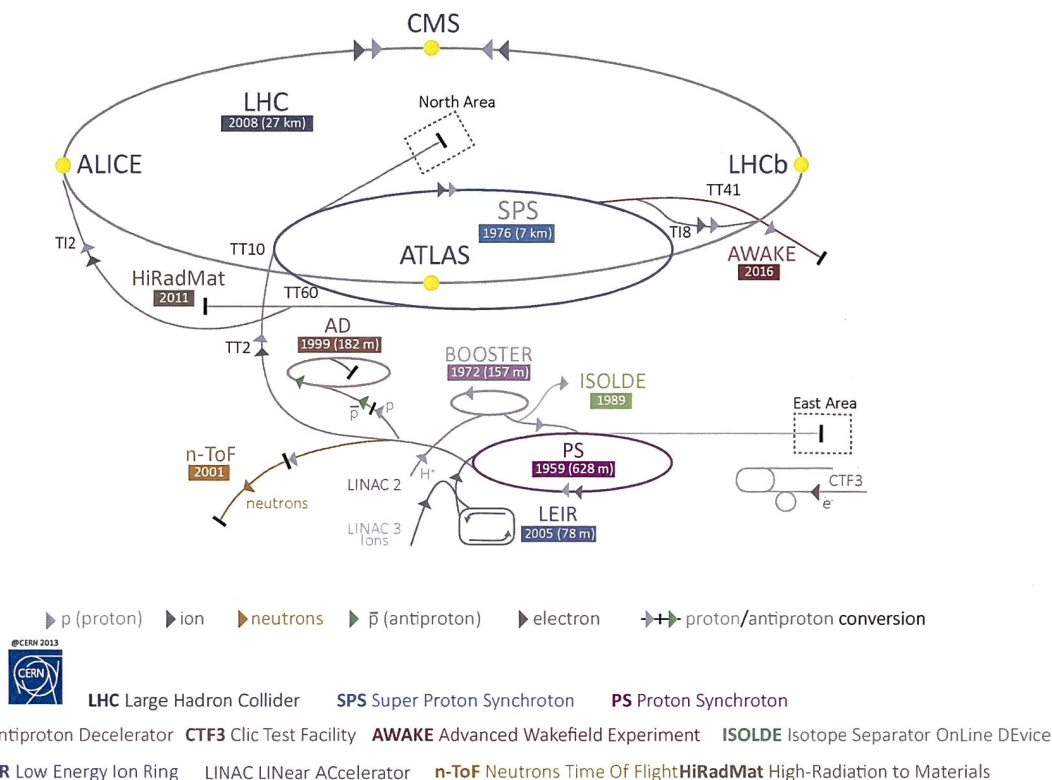 CMS
LHC
2008 (27 km)
North Area
ALICE
LHCb
TT41
SPS
1976 (7 km)
TI8
TI2
TT10
ATLAS
AWAKE
2016
HiRadMat
2011
TT60
AD
1999 (182 m)
TT2
BOOSTER
1972 (157 m)
ISOLDE
1989
p̅
p
East Area
n-ToF
2001
PS
1959 (628 m)
H⁻
neutrons
LINAC 2
CTF3
e⁻
LEIR
2005 (78 m)
LINAC 3
Ions
p (proton) ion neutrons p̅ (antiproton) electron proton/antiproton conversion
@CERN 2013
CERN
LHC Large Hadron Collider SPS Super Proton Synchroton PS Proton Synchroton
ntiproton Decelerator CTF3 Clic Test Facility AWAKE Advanced Wakefield Experiment ISOLDE Isotope Separator OnLine DEvice
R Low Energy Ion Ring LINAC LINear ACcelerator n-ToF Neutrons Time Of Flight HiRadMat High-Radiation to Materials